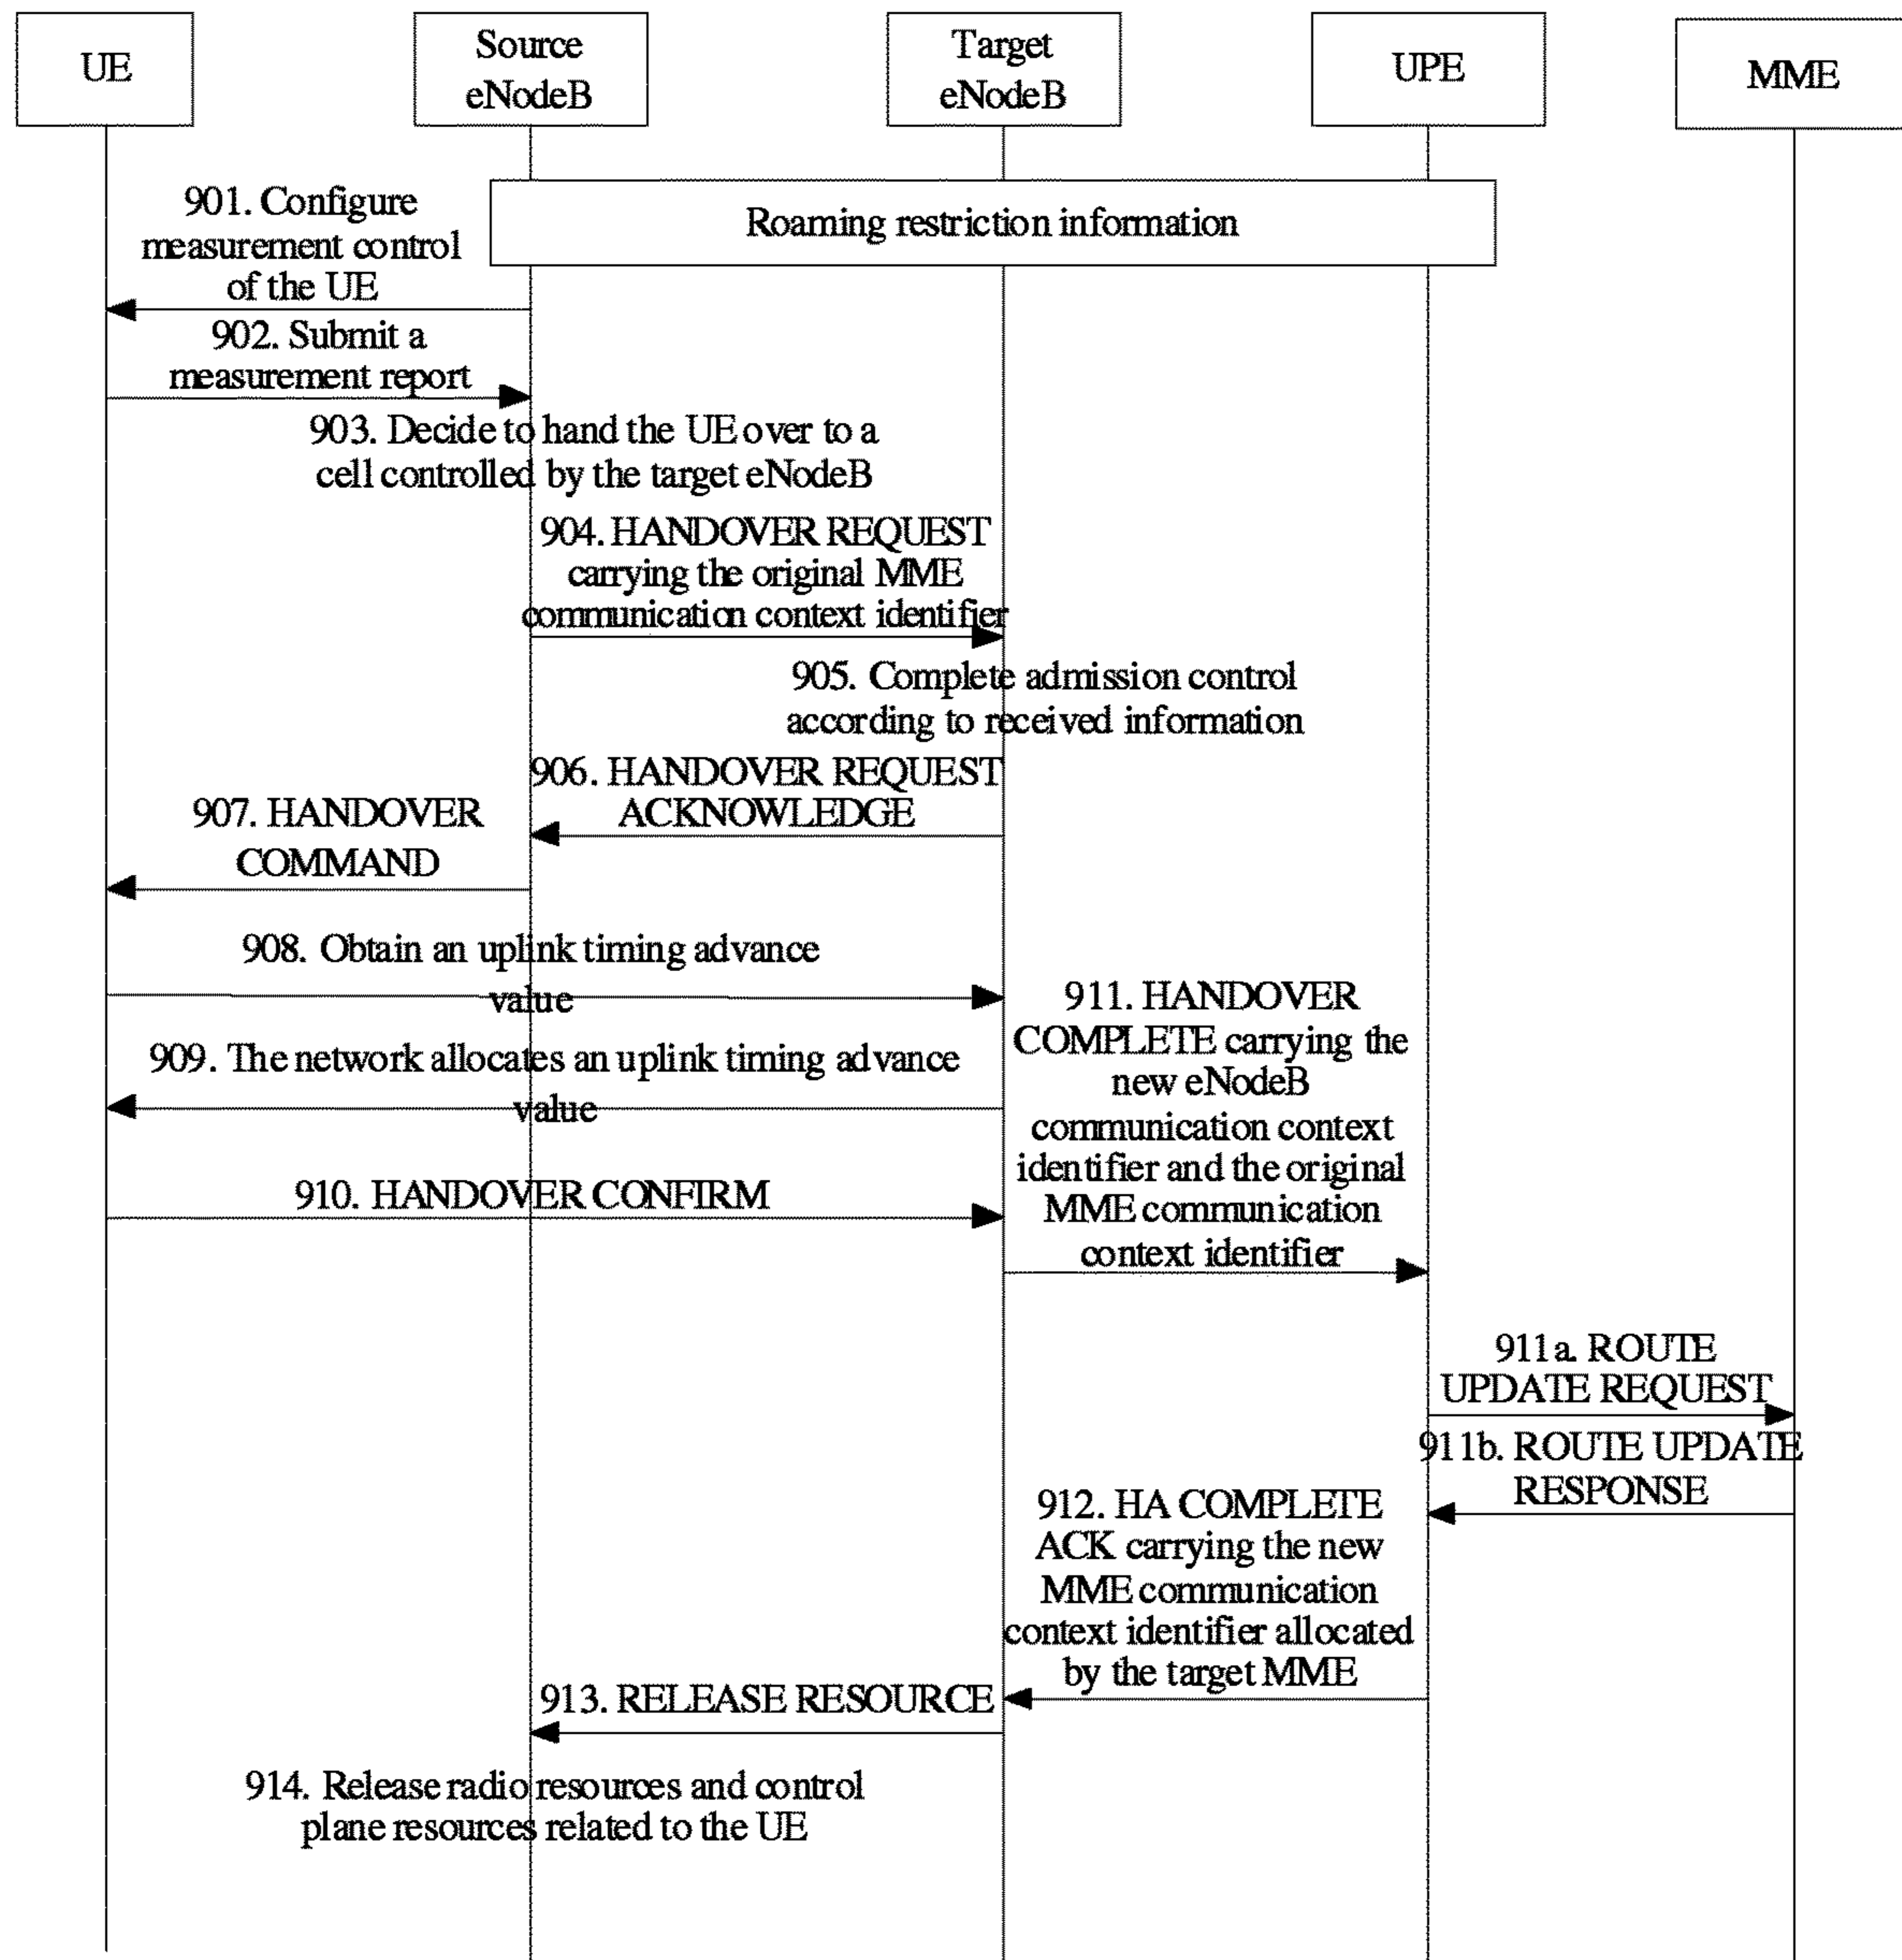 UE
Source
eNodeB
Target
eNodeB
UPE
MME
Roaming restriction information
901. Configure
measurement control
of the UE
902. Submit a
measurement report
903. Decide to hand the UE over to a
cell controlled by the target eNodeB
904. HANDOVER REQUEST
carrying the original MME
communication context identifier
905. Complete admission control
according to received information
906. HANDOVER REQUEST
ACKNOWLEDGE
907. HANDOVER
COMMAND
908. Obtain an uplink timing advance
value
909. The network allocates an uplink timing advance
value
910. HANDOVER CONFIRM
911. HANDOVER
COMPLETE carrying the
new eNodeB
communication context
identifier and the original
MME communication
context identifier
911a. ROUTE
UPDATE REQUEST
911b. ROUTE UPDATE
RESPONSE
912. HA COMPLETE
ACK carrying the new
MME communication
context identifier allocated
by the target MME
913. RELEASE RESOURCE
914. Release radio resources and control
plane resources related to the UE